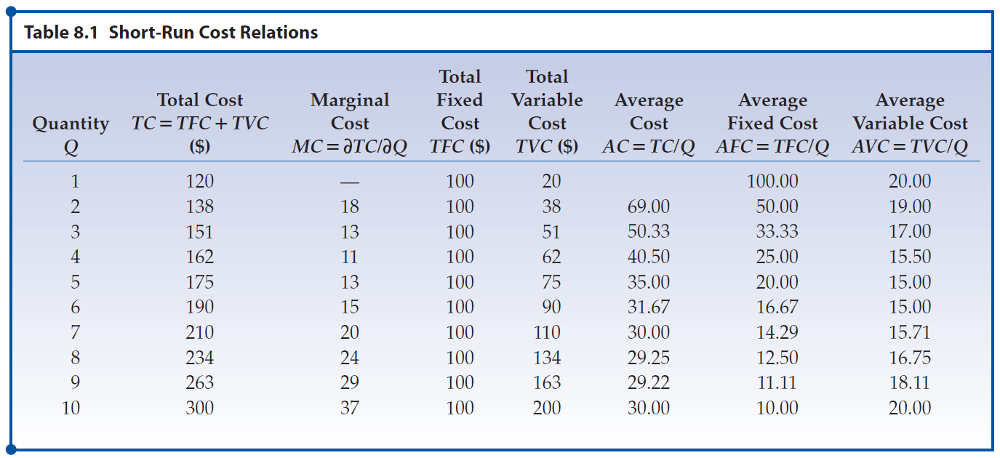 Table 8.1 Short-Run Cost Relations
Total Total
Total Cost Marginal Fixed Variable Average Average Average
Quantity TC = TFC + TVC Cost Cost Cost Cost Fixed Cost Variable Cost
Q ($) MC = ∂TC/∂Q TFC ($) TVC ($) AC = TC/Q AFC = TFC/Q AVC = TVC/Q
1 120 — 100 20 100.00 20.00
2 138 18 100 38 69.00 50.00 19.00
3 151 13 100 51 50.33 33.33 17.00
4 162 11 100 62 40.50 25.00 15.50
5 175 13 100 75 35.00 20.00 15.00
6 190 15 100 90 31.67 16.67 15.00
7 210 20 100 110 30.00 14.29 15.71
8 234 24 100 134 29.25 12.50 16.75
9 263 29 100 163 29.22 11.11 18.11
10 300 37 100 200 30.00 10.00 20.00